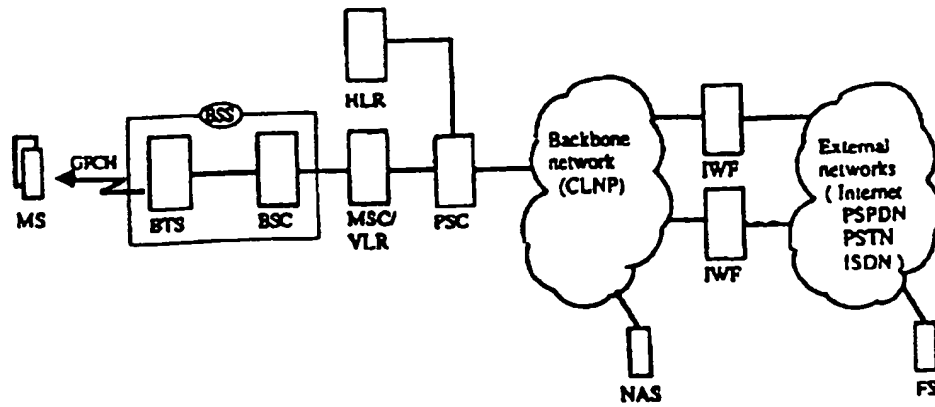 HLR
BSS
GPCH
MS
BTS
BSC
MSC/
VLR
PSC
Backbone
network
(CLNP)
IWF
IWF
External
networks
( Internet
PSPDN
PSTN
ISDN )
NAS
FS